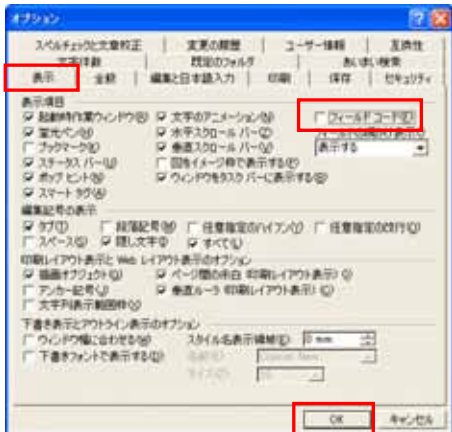 オプション
スペルチェックと文章校正 変更の履歴 ユーザー情報 互換性
文字体裁 既定のフォルダ あいまい検索
表示 全般 編集と日本語入力 印刷 保存 セキュリティ
表示項目
起動時作業ウィンドウ(B) 文字のアニメーション(N) フィールド コード(F)
蛍光ペン(H) 水平スクロール バー(Z)
ブックマーク(K) 垂直スクロール バー(V) 表示する
ステータス バー(U) 図をイメージ枠で表示する(P)
ポップ ヒント(N) ウィンドウをタスク バーに表示する(W)
スマート タグ(A)
編集記号の表示
タブ(T) 段落記号(M) 任意指定のハイフン(Y) 任意指定の改行(O)
スペース(S) 隠し文字(I) すべて(L)
印刷レイアウト表示と Web レイアウト表示のオプション
描画オブジェクト(G) ページ間の余白 (印刷レイアウト表示)
アンカー記号(J) 垂直ルーラ (印刷レイアウト表示) (C)
文字列表示範囲枠(X)
下書き表示とアウトライン表示のオプション
ウィンドウ幅に合わせる(W) スタイル名表示領域(E) 0 mm
下書きフォントで表示する(D) 名前(E) Courier New
サイズ(Z) 10
OK キャンセル